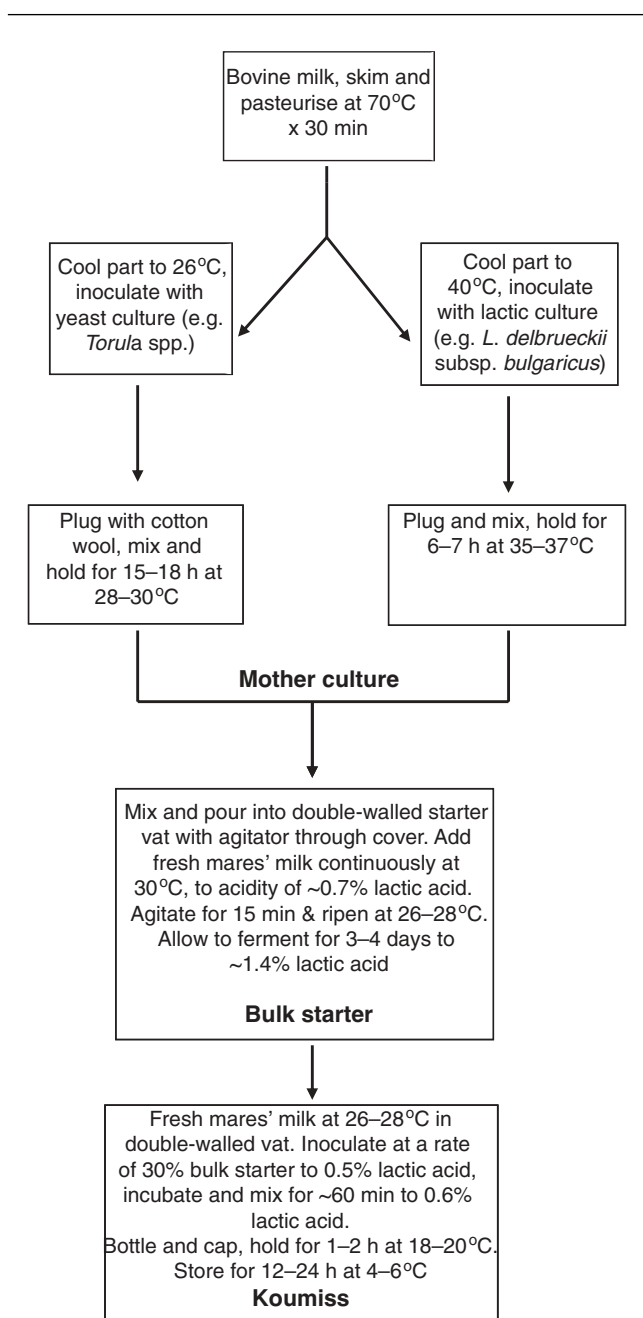 Bovine milk, skim and
pasteurise at 70°C
x 30 min
Cool part to 26°C,
inoculate with
yeast culture (e.g.
Torula spp.)
Cool part to
40°C, inoculate
with lactic culture
(e.g. L. delbrueckii
subsp. bulgaricus)
Plug with cotton
wool, mix and
hold for 15–18 h at
28–30°C
Plug and mix, hold for
6–7 h at 35–37°C
Mother culture
Mix and pour into double-walled starter
vat with agitator through cover. Add
fresh mares’ milk continuously at
30°C, to acidity of ~0.7% lactic acid.
Agitate for 15 min & ripen at 26–28°C.
Allow to ferment for 3–4 days to
~1.4% lactic acid
Bulk starter
Fresh mares’ milk at 26–28°C in
double-walled vat. Inoculate at a rate
of 30% bulk starter to 0.5% lactic acid,
incubate and mix for ~60 min to 0.6%
lactic acid.
Bottle and cap, hold for 1–2 h at 18–20°C.
Store for 12–24 h at 4–6°C
Koumiss